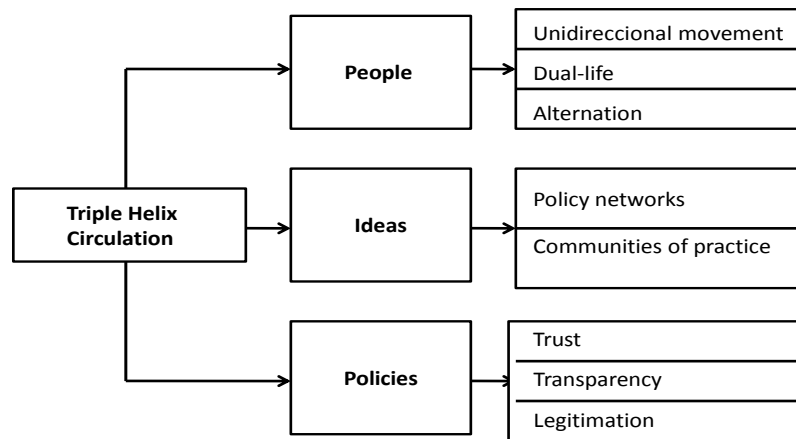 Unidireccional movement
People
Dual-life
Alternation
Triple Helix
Circulation
Ideas
Policy networks
Communities of practice
Policies
Trust
Transparency
Legitimation